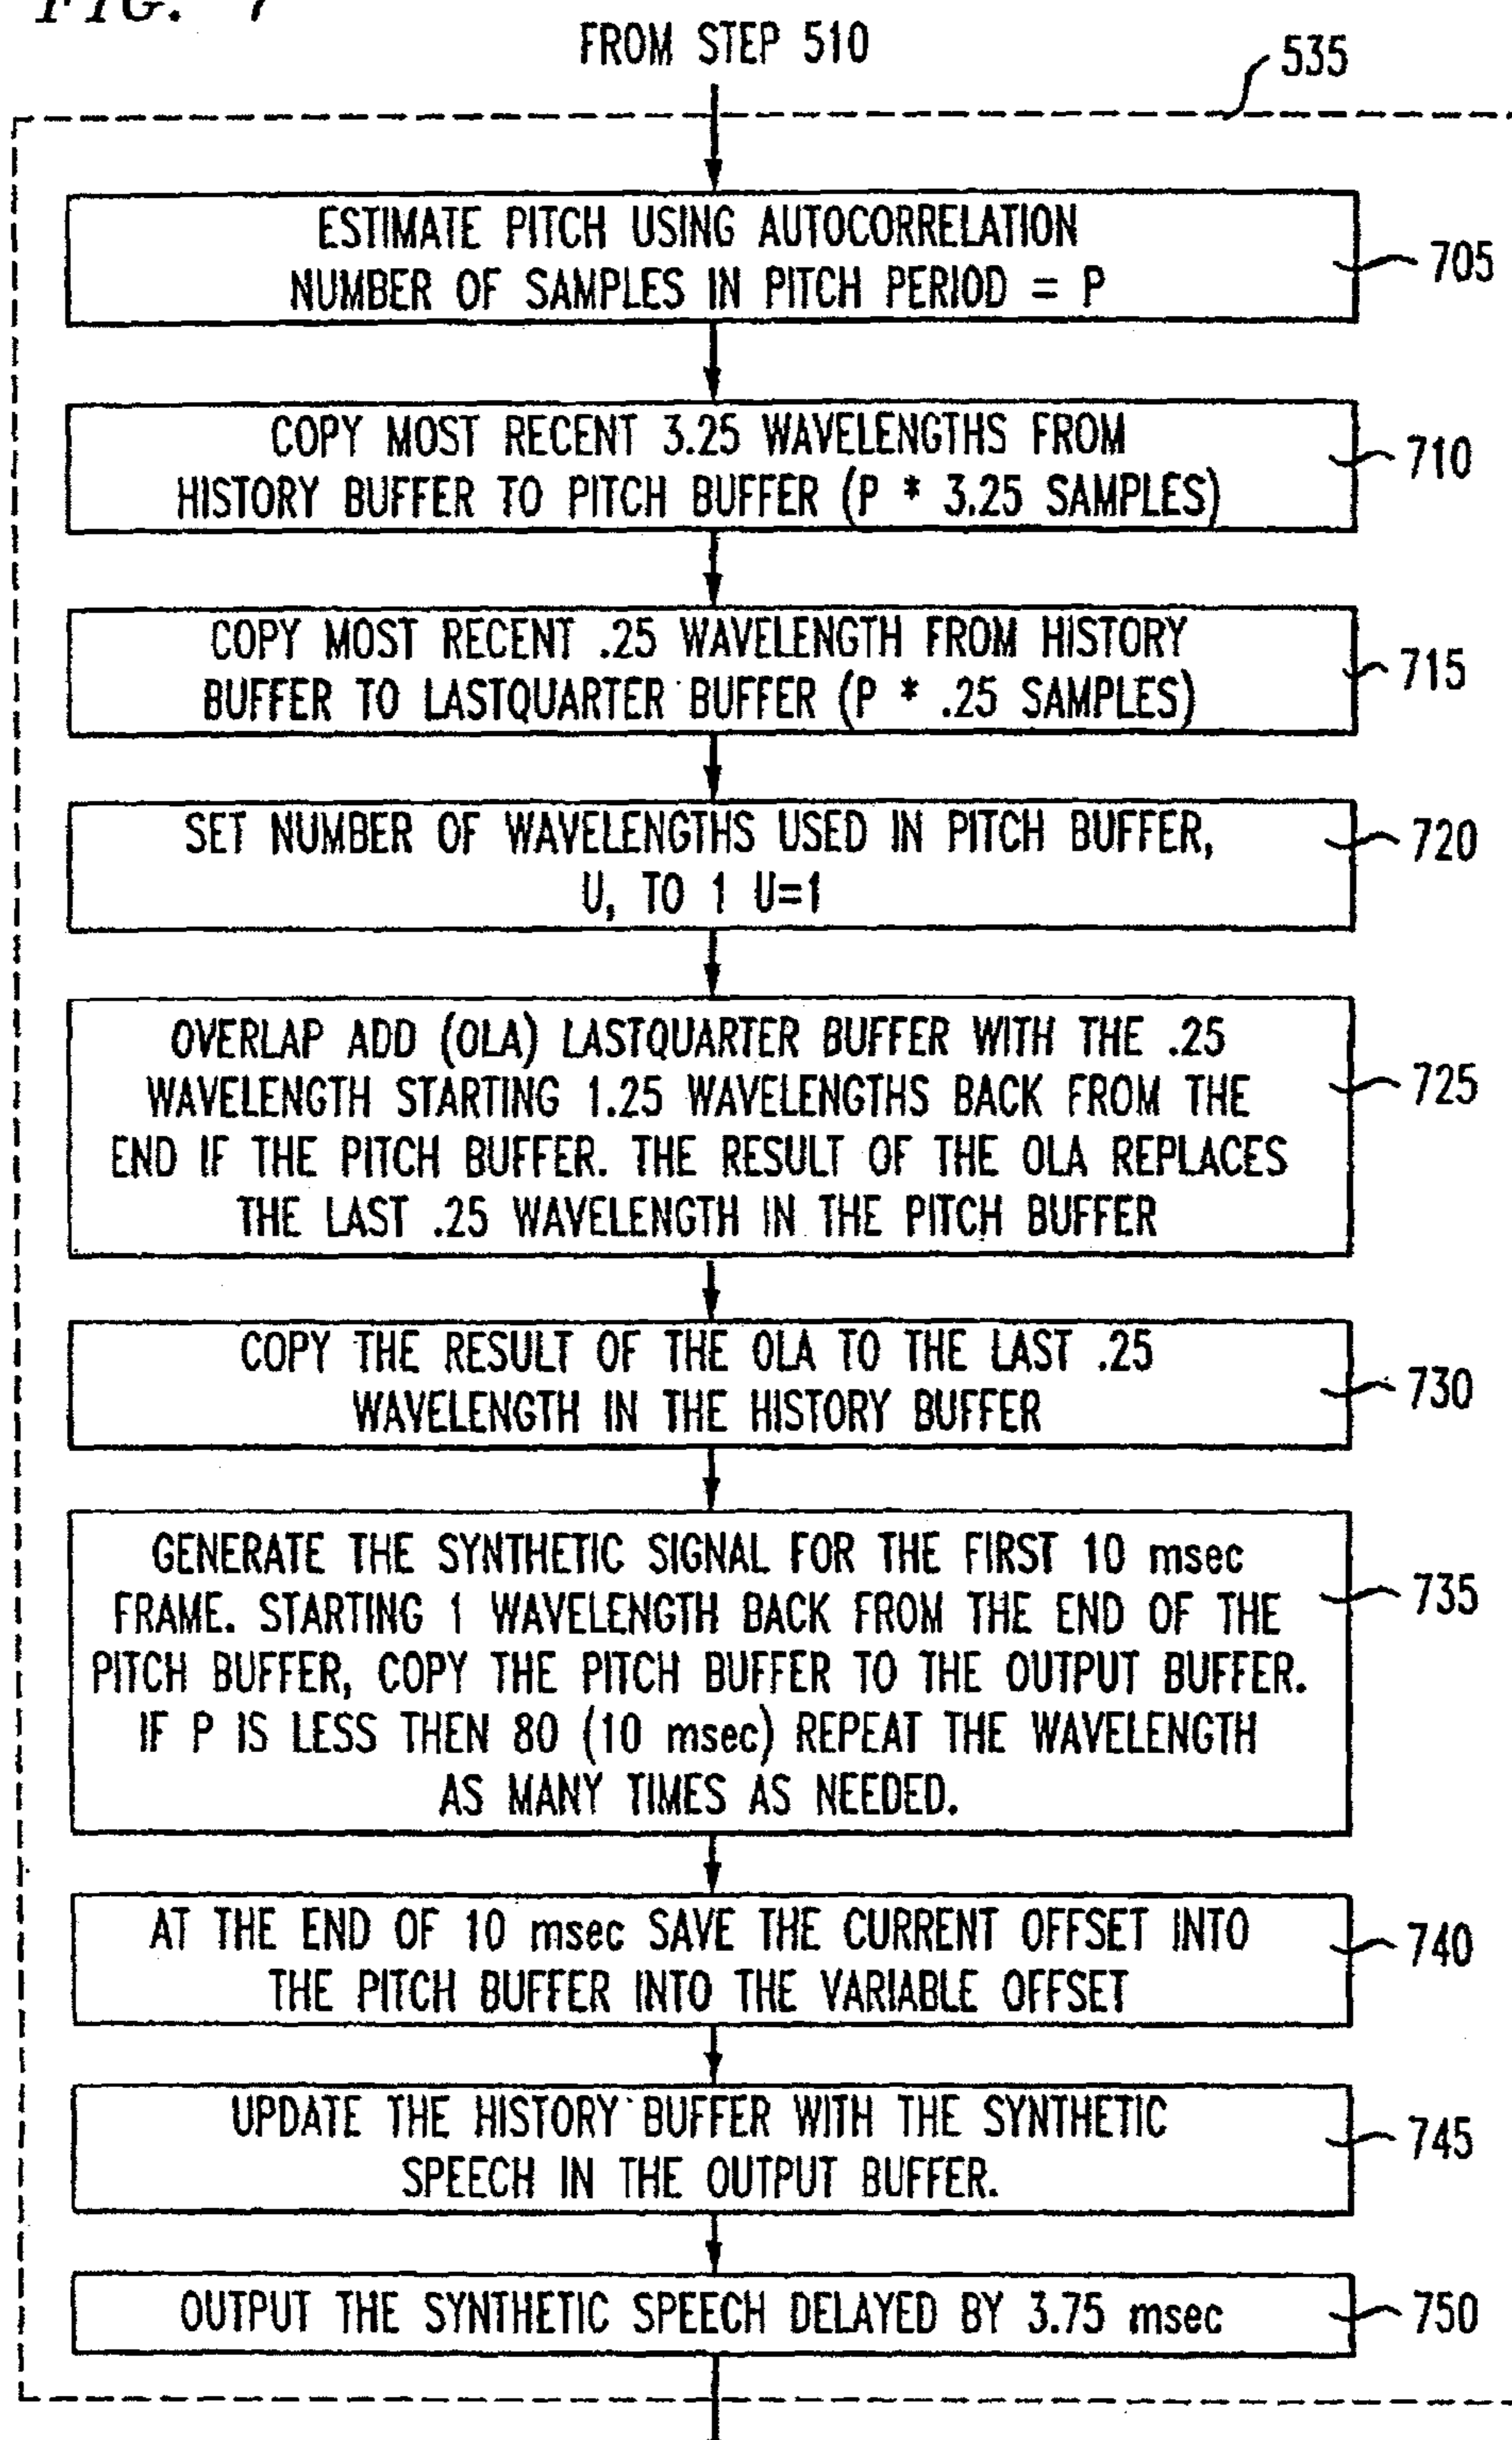 FIG. 7
FROM STEP 510
535
ESTIMATE PITCH USING AUTOCORRELATION
NUMBER OF SAMPLES IN PITCH PERIOD = P
705
COPY MOST RECENT 3.25 WAVELENGTHS FROM
HISTORY BUFFER TO PITCH BUFFER (P * 3.25 SAMPLES)
710
COPY MOST RECENT .25 WAVELENGTH FROM HISTORY
BUFFER TO LASTQUARTER BUFFER (P * .25 SAMPLES)
715
SET NUMBER OF WAVELENGTHS USED IN PITCH BUFFER,
U, TO 1 U=1
720
OVERLAP ADD (OLA) LASTQUARTER BUFFER WITH THE .25
WAVELENGTH STARTING 1.25 WAVELENGTHS BACK FROM THE
END IF THE PITCH BUFFER. THE RESULT OF THE OLA REPLACES
THE LAST .25 WAVELENGTH IN THE PITCH BUFFER
725
COPY THE RESULT OF THE OLA TO THE LAST .25
WAVELENGTH IN THE HISTORY BUFFER
730
GENERATE THE SYNTHETIC SIGNAL FOR THE FIRST 10 msec
FRAME. STARTING 1 WAVELENGTH BACK FROM THE END OF THE
PITCH BUFFER, COPY THE PITCH BUFFER TO THE OUTPUT BUFFER.
IF P IS LESS THEN 80 (10 msec) REPEAT THE WAVELENGTH
AS MANY TIMES AS NEEDED.
735
AT THE END OF 10 msec SAVE THE CURRENT OFFSET INTO
THE PITCH BUFFER INTO THE VARIABLE OFFSET
740
UPDATE THE HISTORY BUFFER WITH THE SYNTHETIC
SPEECH IN THE OUTPUT BUFFER.
745
OUTPUT THE SYNTHETIC SPEECH DELAYED BY 3.75 msec
750